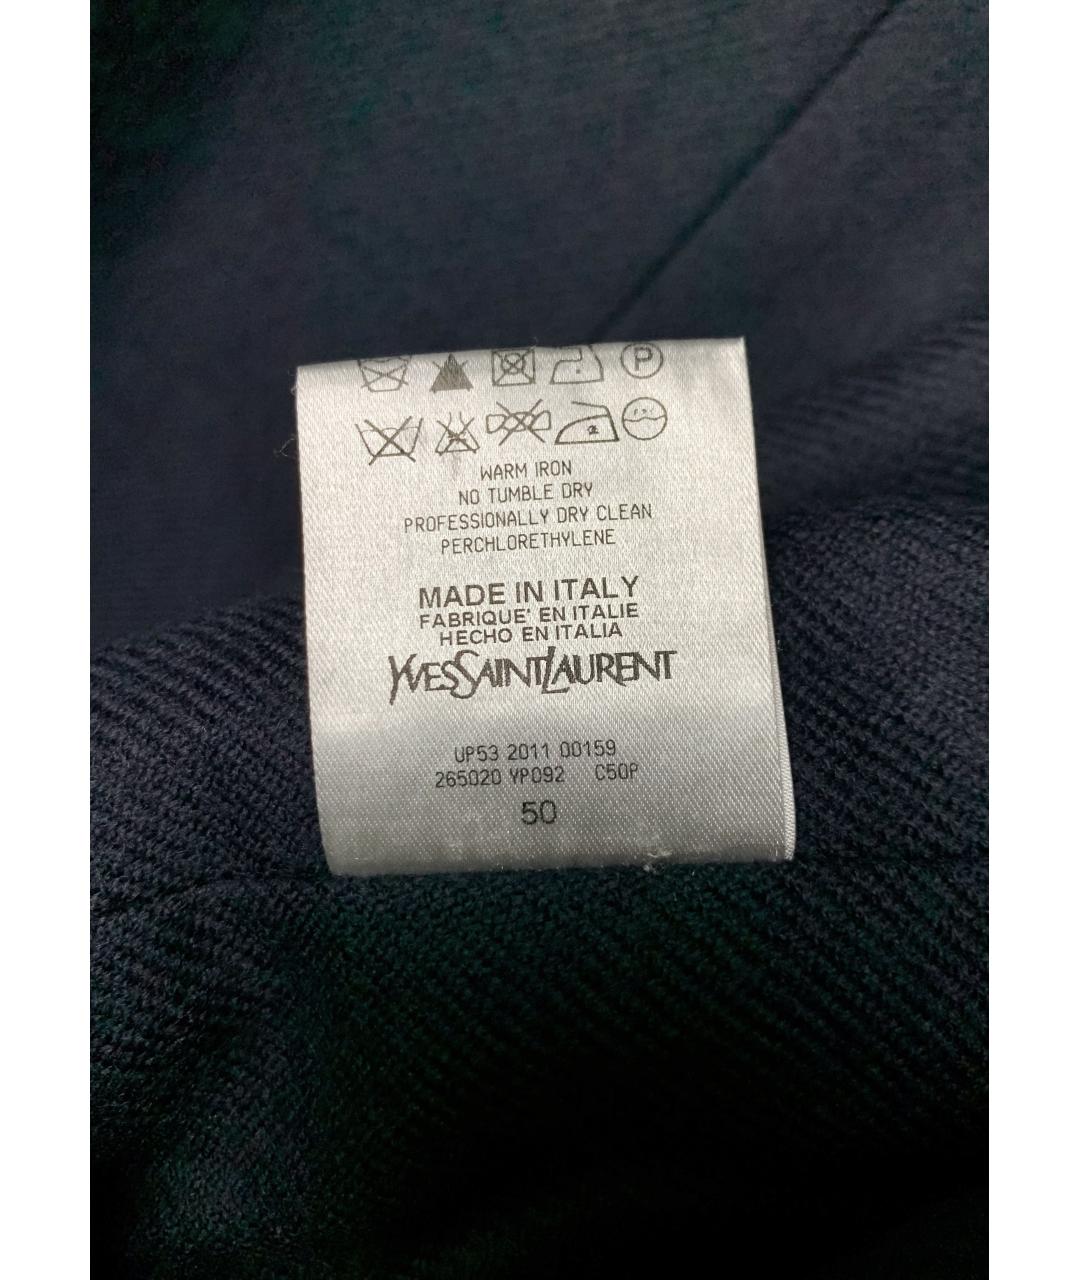 P
2
WARM IRON
NO TUMBLE DRY
PROFESSIONALLY DRY CLEAN
PERCHLORETHYLENE
MADE IN ITALY
FABRIQUE' EN ITALIE
HECHO EN ITALIA
YVESSAINTLAURENT
UP53 2011 00159
265020 YP092 C50P
50